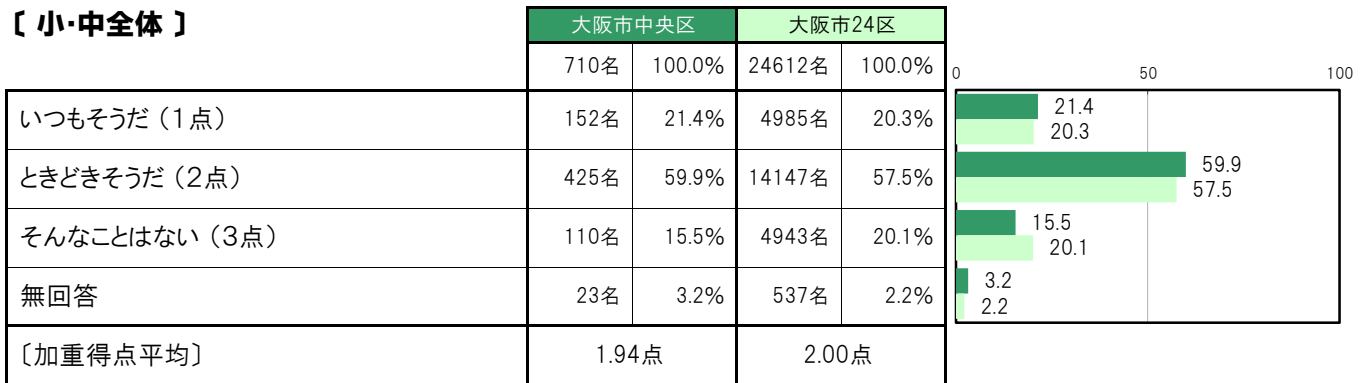 〔 小・中全体 〕
大阪市中央区 大阪市24区
710名 100.0% 24612名 100.0%
0 50 100
いつもそうだ（1点） 152名 21.4% 4985名 20.3%
21.4
20.3
ときどきそうだ（2点） 425名 59.9% 14147名 57.5%
59.9
57.5
そんなことはない（3点） 110名 15.5% 4943名 20.1%
15.5
20.1
無回答 23名 3.2% 537名 2.2%
3.2
2.2
〔加重得点平均〕 1.94点 2.00点